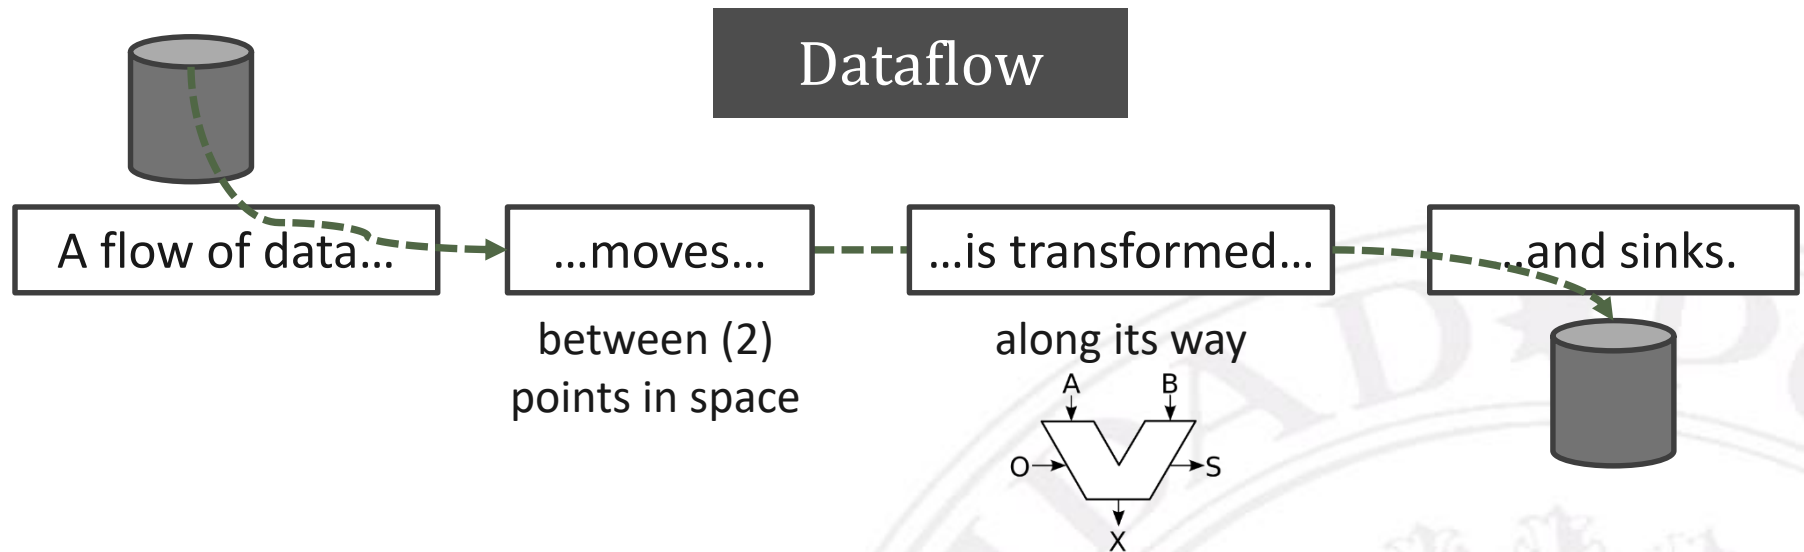 Dataflow
A flow of data...
...moves...
...is transformed...
...and sinks.
between (2)
points in space
along its way
A
B
O
S
X